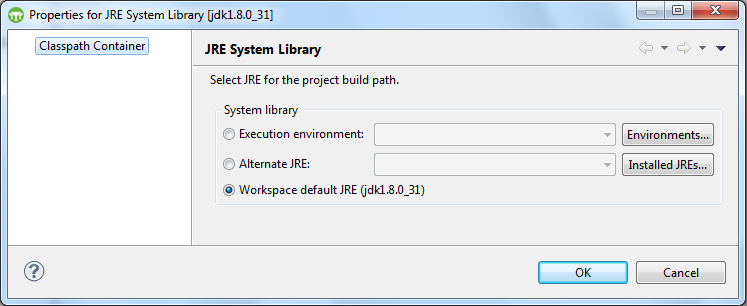 Properties for JRE System Library [jdk1.8.0_31]
Classpath Container
JRE System Library
Select JRE for the project build path.
System library
Execution environment:
Environments...
Alternate JRE:
Installed JREs...
Workspace default JRE (jdk1.8.0_31)
?
OK
Cancel